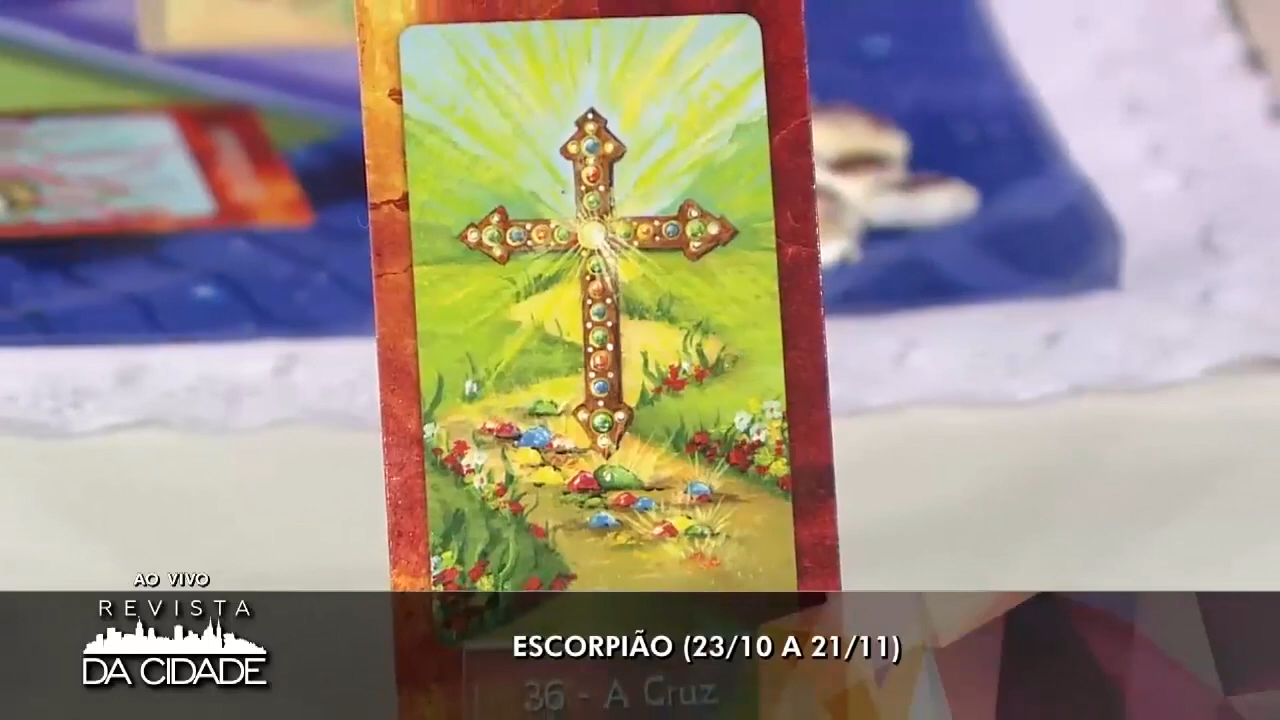 AO VIVO
REVISTA
DA CIDADE
ESCORPIÃO (23/10 A 21/11)
36 - A Cruz